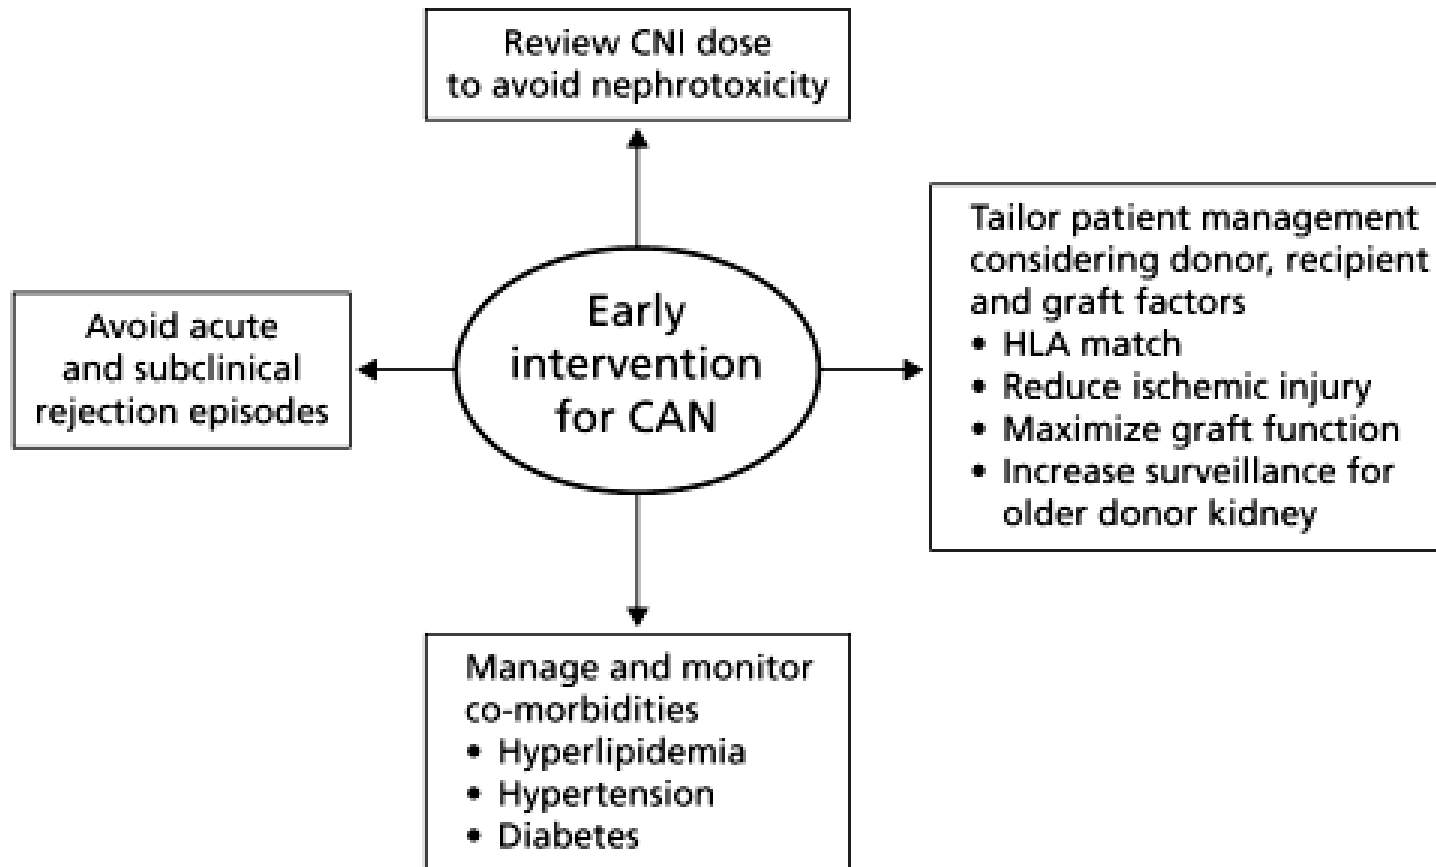 Review CNI dose
to avoid nephrotoxicity
Avoid acute
and subclinical
rejection episodes
Early
intervention
for CAN
Tailor patient management
considering donor, recipient
and graft factors
• HLA match
• Reduce ischemic injury
• Maximize graft function
• Increase surveillance for
older donor kidney
Manage and monitor
co-morbidities
• Hyperlipidemia
• Hypertension
• Diabetes